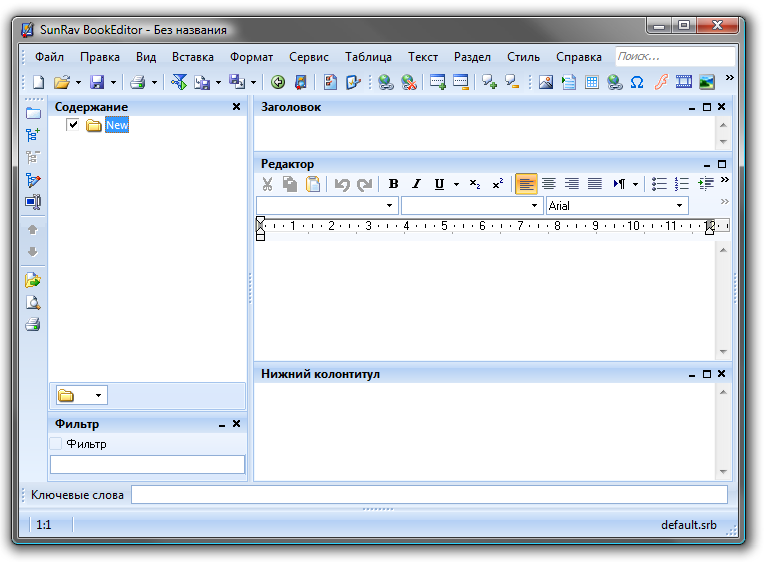 SunRav BookEditor - Без названия
Файл Правка Вид Вставка Формат Сервис Таблица Текст Раздел Стиль Справка Поиск...
Содержание
New
Заголовок
Редактор
B I U x₂ x²
Arial
1 2 3 4 5 6 7 8 9 10 11 12
Нижний колонтитул
Фильтр
Фильтр
Ключевые слова
1:1 default.srb